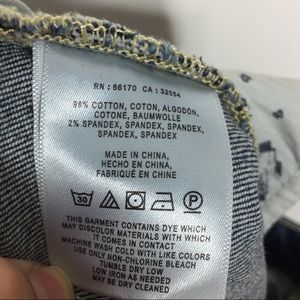 RN : 66170 CA : 32054
98% COTTON, COTON, ALGODÓN,
COTONE, BAUMWOLLE
2% SPANDEX, SPANDEX, SPANDEX,
SPANDEX, SPANDEX
MADE IN CHINA,
HECHO EN CHINA,
FABRIQUÉ EN CHINE
30
THIS GARMENT CONTAINS DYE WHICH
MAY DISCOLOR MATERIALS WITH WHICH
IT COMES IN CONTACT
MACHINE WASH COLD WITH LIKE COLORS
USE ONLY NON-CHLORINE BLEACH
TUMBLE DRY LOW
LOW IRON AS NEEDED
MAY BE DRY CLEANED